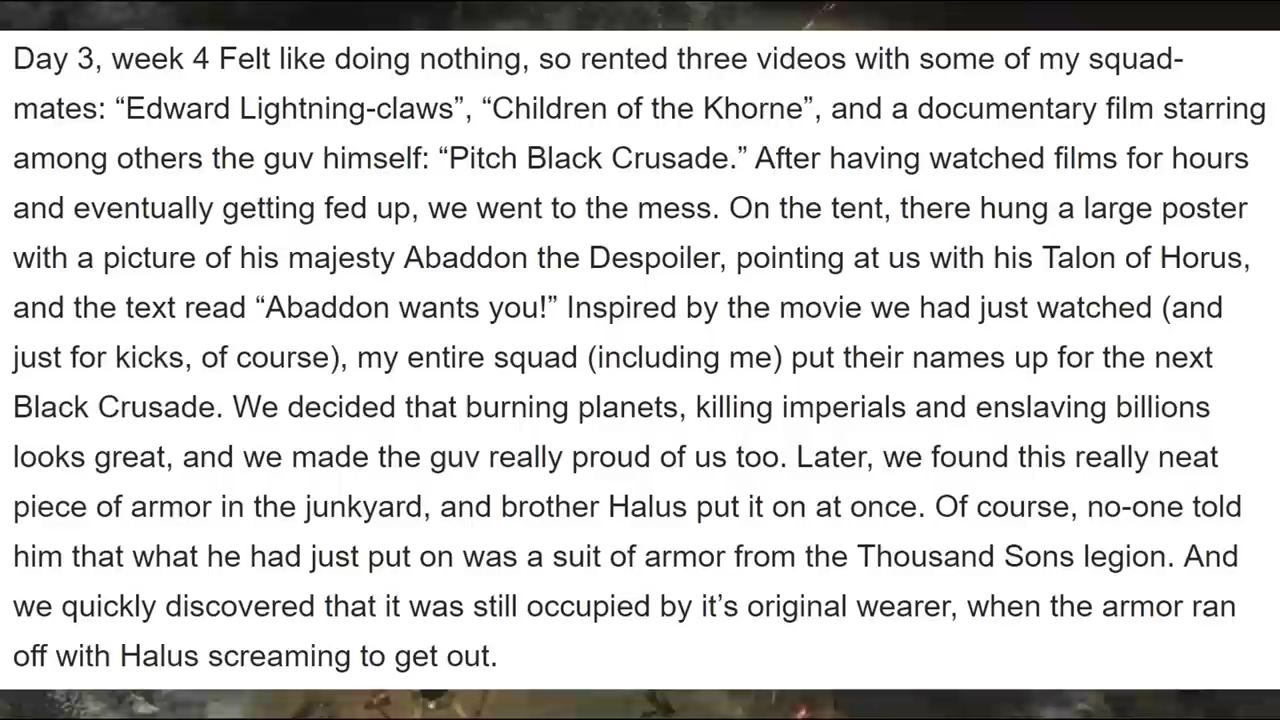 Day 3, week 4 Felt like doing nothing, so rented three videos with some of my squad-
mates: “Edward Lightning-claws”, “Children of the Khorne”, and a documentary film starring
among others the guv himself: “Pitch Black Crusade.” After having watched films for hours
and eventually getting fed up, we went to the mess. On the tent, there hung a large poster
with a picture of his majesty Abaddon the Despoiler, pointing at us with his Talon of Horus,
and the text read “Abaddon wants you!” Inspired by the movie we had just watched (and
just for kicks, of course), my entire squad (including me) put their names up for the next
Black Crusade. We decided that burning planets, killing imperials and enslaving billions
looks great, and we made the guv really proud of us too. Later, we found this really neat
piece of armor in the junkyard, and brother Halus put it on at once. Of course, no-one told
him that what he had just put on was a suit of armor from the Thousand Sons legion. And
we quickly discovered that it was still occupied by it’s original wearer, when the armor ran
off with Halus screaming to get out.